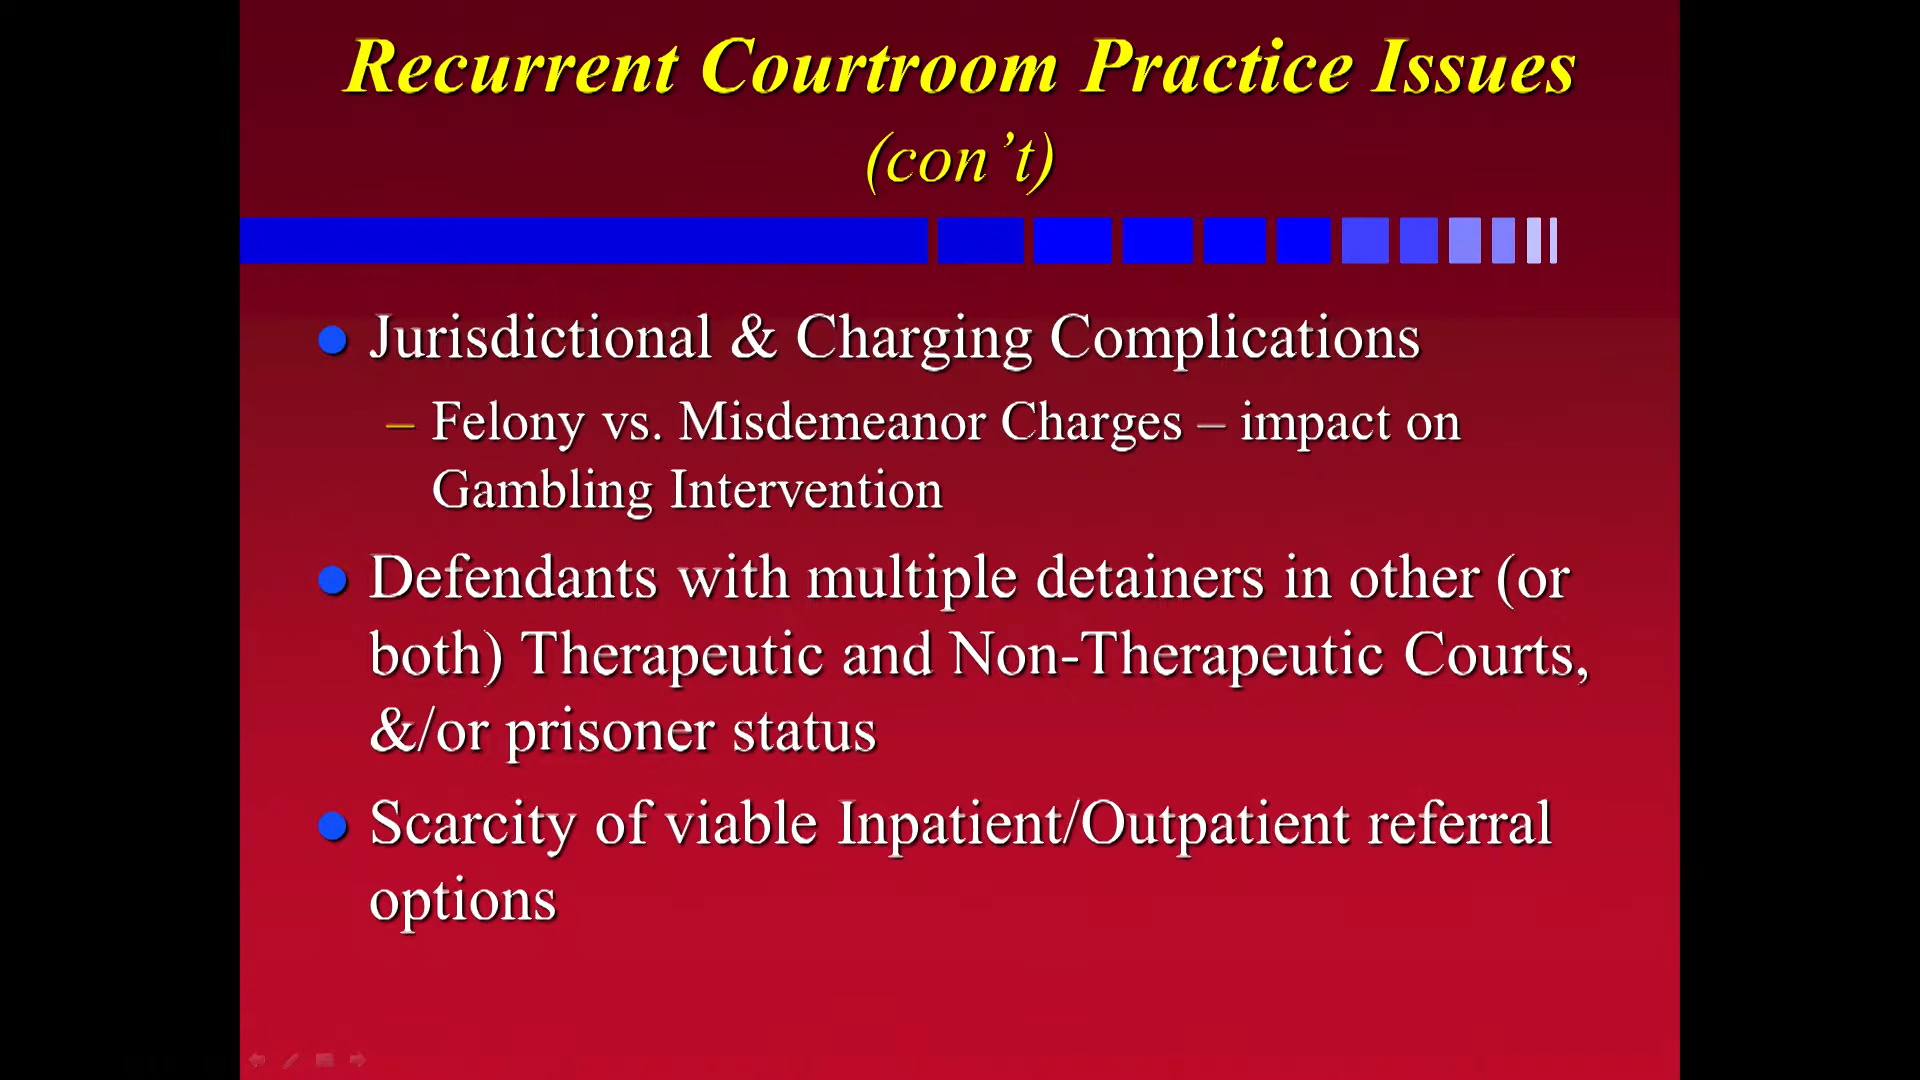 Recurrent Courtroom Practice Issues
(con’t)
Jurisdictional & Charging Complications
– Felony vs. Misdemeanor Charges – impact on
Gambling Intervention
Defendants with multiple detainers in other (or
both) Therapeutic and Non-Therapeutic Courts,
&/or prisoner status
Scarcity of viable Inpatient/Outpatient referral
options